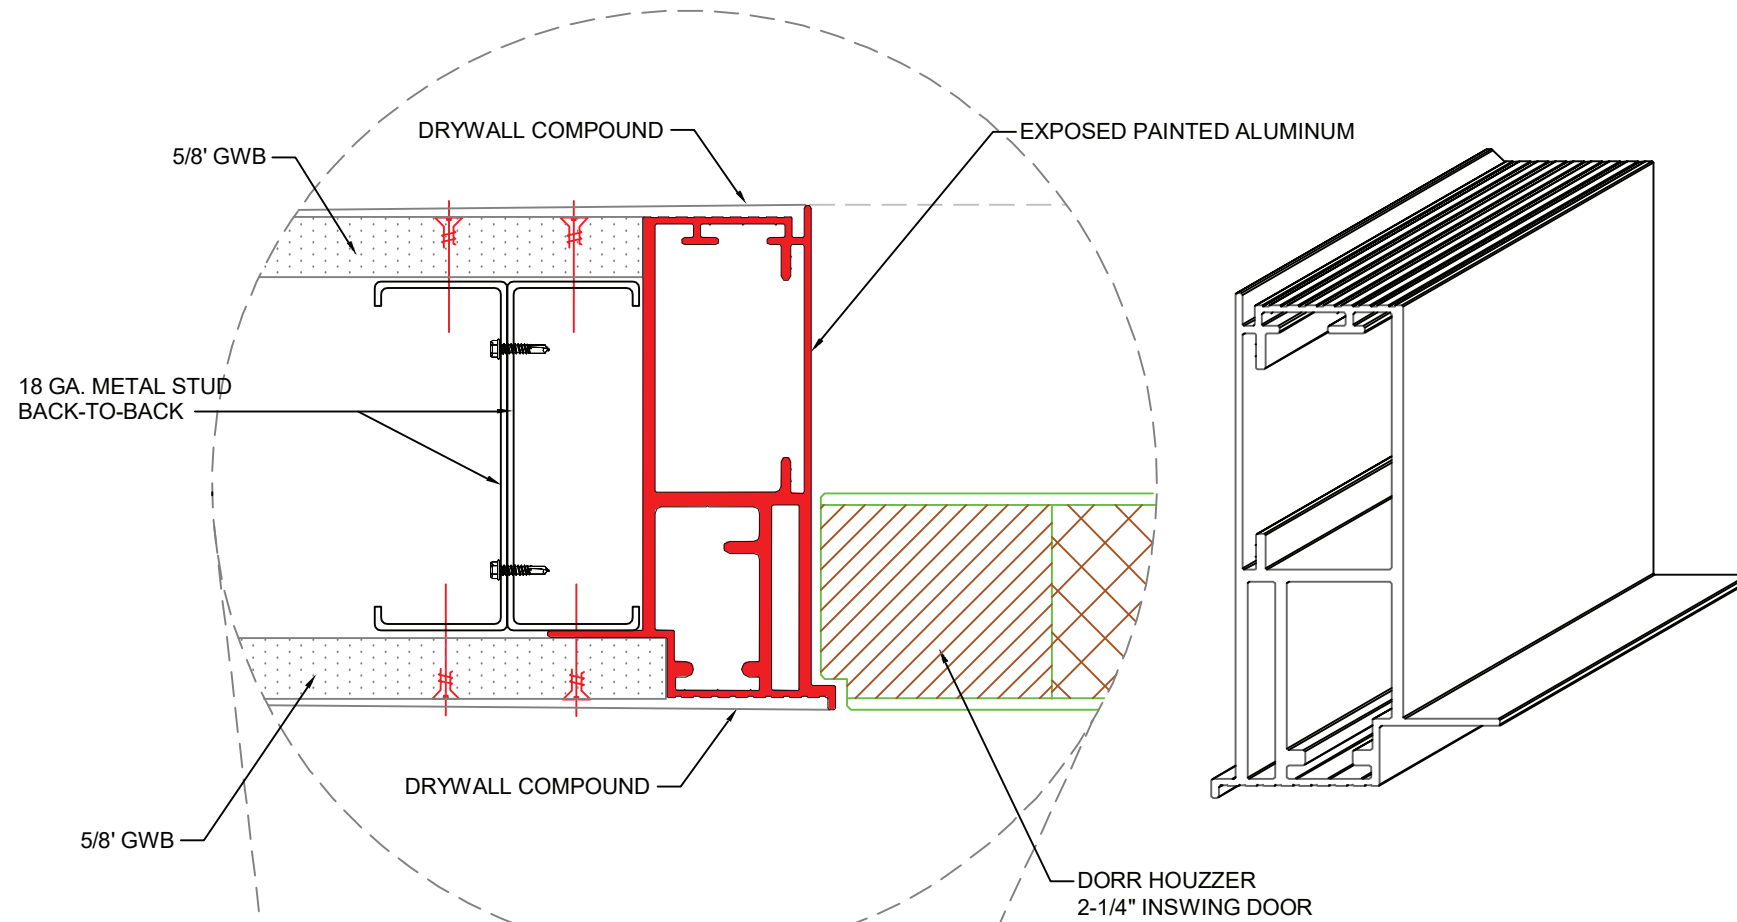 DRYWALL COMPOUND
EXPOSED PAINTED ALUMINUM
5/8' GWB
18 GA. METAL STUD
BACK-TO-BACK
DRYWALL COMPOUND
5/8' GWB
DORR HOUZZER
2-1/4" INSWING DOOR